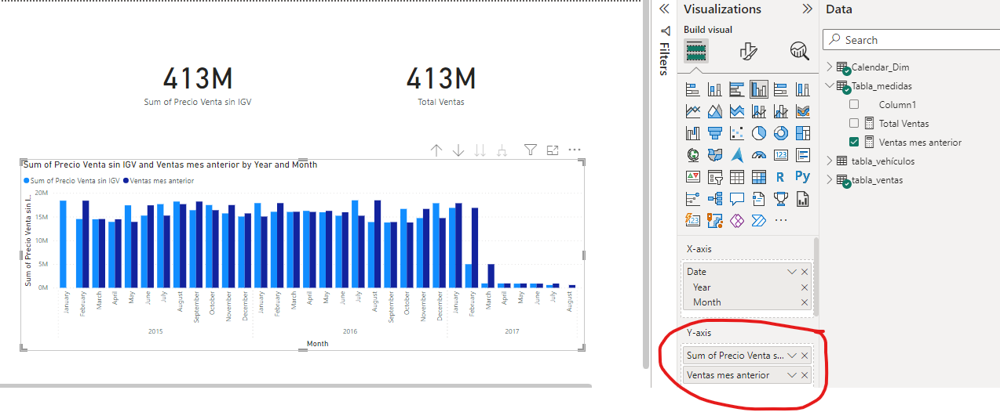 Visualizations
Data
Build visual
Search
Filters
413M
Sum of Precio Venta sin IGV
413M
Total Ventas
Calendar_Dim
Tabla_medidas
Column1
Total Ventas
Ventas mes anterior
tabla_vehículos
tabla_ventas
R
Py
123
123
Sum of Precio Venta sin IGV and Ventas mes anterior by Year and Month
Sum of Precio Venta sin IGV Ventas mes anterior
Sum of Precio Venta sin I...
20M
15M
10M
5M
0M
January
February
March
April
May
June
July
August
September
October
November
December
January
February
March
April
May
June
July
August
September
October
November
December
January
February
March
April
May
June
July
August
2015
2016
2017
Month
X-axis
Date
Year
Month
Y-axis
Sum of Precio Venta s...
Ventas mes anterior